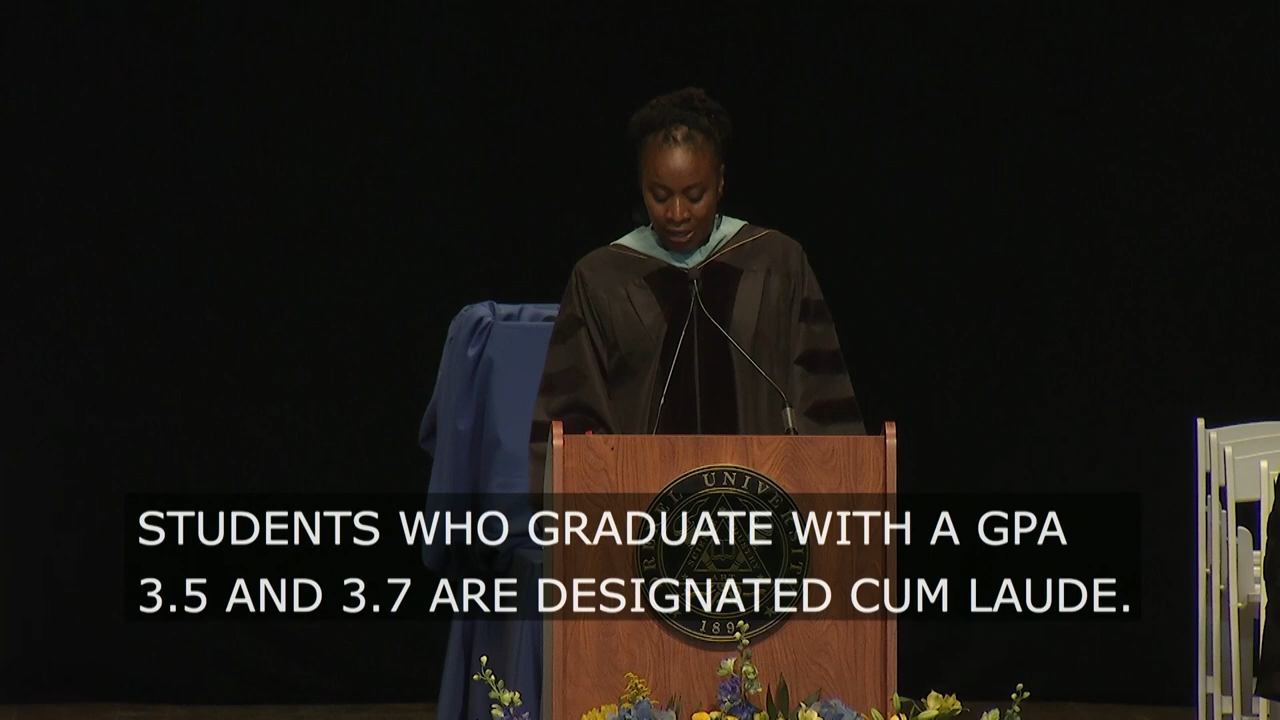 STUDENTS WHO GRADUATE WITH A GPA
3.5 AND 3.7 ARE DESIGNATED CUM LAUDE.